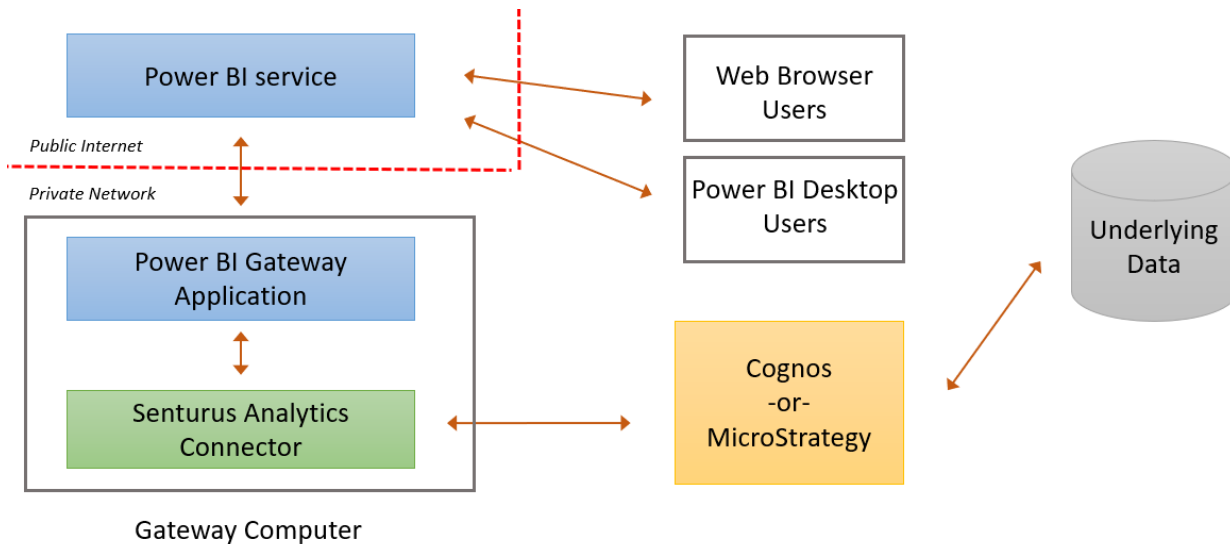 Power BI service
Public Internet
Private Network
Power BI Gateway
Application
Senturus Analytics
Connector
Gateway Computer
Web Browser
Users
Power BI Desktop
Users
Cognos
-or-
MicroStrategy
Underlying
Data